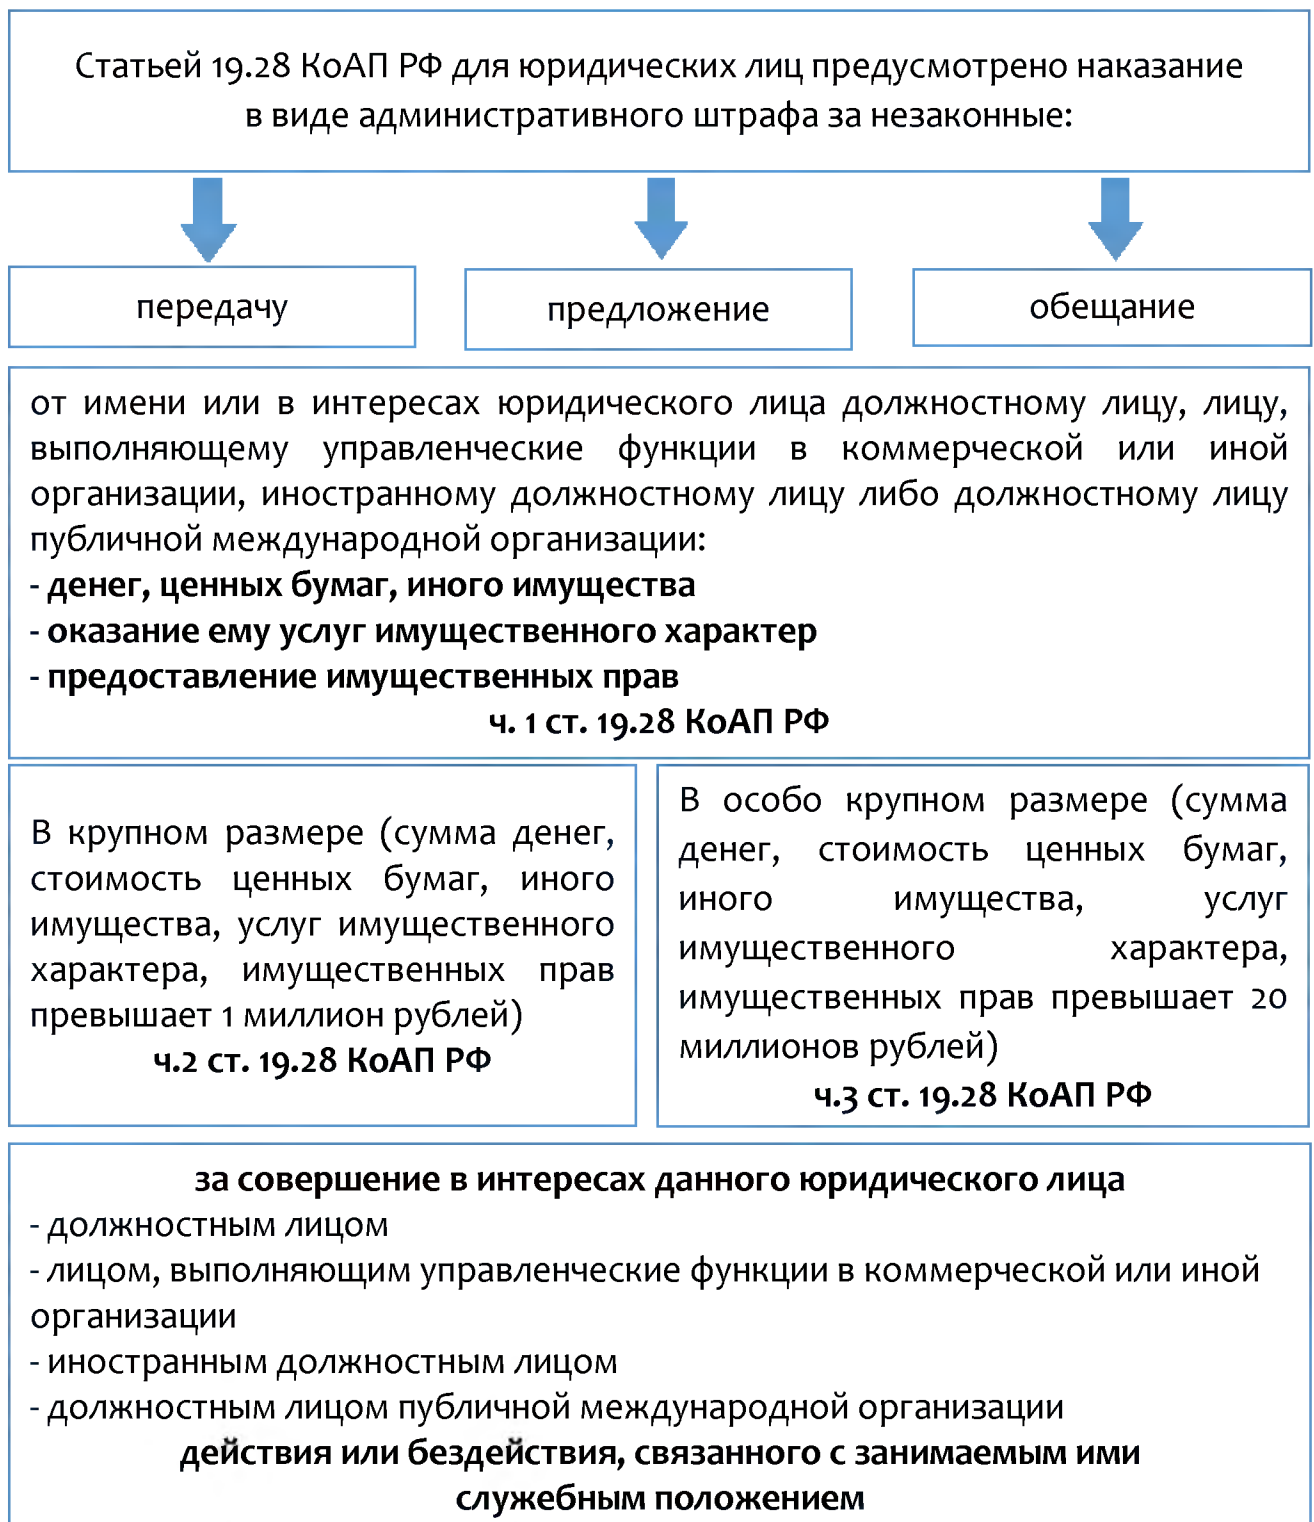 Статьей 19.28 КоАП РФ для юридических лиц предусмотрено наказание
в виде административного штрафа за незаконные:
передачу
предложение
обещание
от имени или в интересах юридического лица должностному лицу, лицу,
выполняющему управленческие функции в коммерческой или иной
организации, иностранному должностному лицу либо должностному лицу
публичной международной организации:
- денег, ценных бумаг, иного имущества
- оказание ему услуг имущественного характер
- предоставление имущественных прав
ч. 1 ст. 19.28 КоАП РФ
В крупном размере (сумма денег,
стоимость ценных бумаг, иного
имущества, услуг имущественного
характера, имущественных прав
превышает 1 миллион рублей)
ч.2 ст. 19.28 КоАП РФ
В особо крупном размере (сумма
денег, стоимость ценных бумаг,
иного имущества, услуг
имущественного характера,
имущественных прав превышает 20
миллионов рублей)
ч.3 ст. 19.28 КоАП РФ
за совершение в интересах данного юридического лица
- должностным лицом
- лицом, выполняющим управленческие функции в коммерческой или иной
организации
- иностранным должностным лицом
- должностным лицом публичной международной организации
действия или бездействия, связанного с занимаемым ими
служебным положением